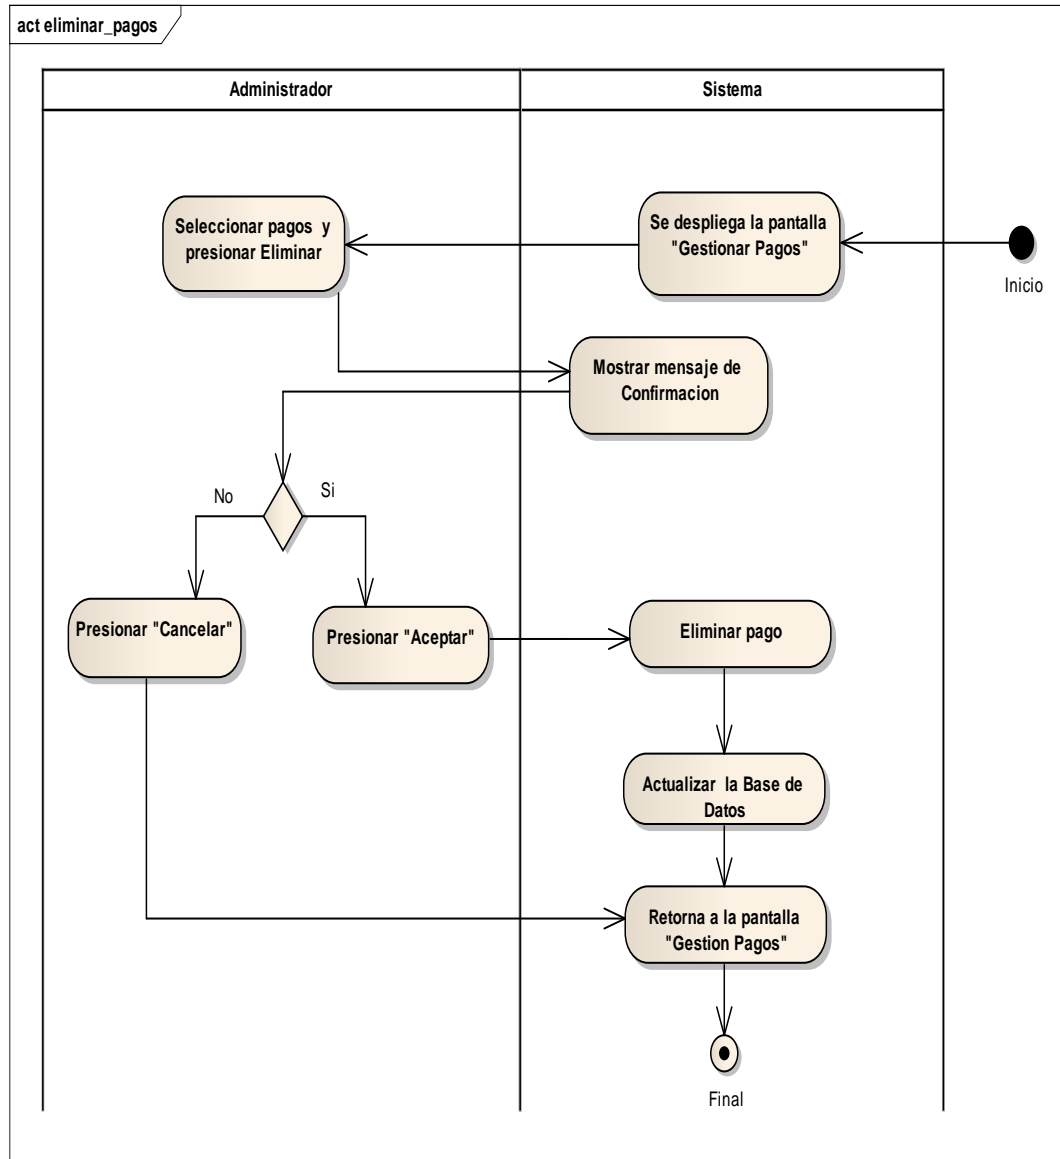 act eliminar_pagos
Administrador
Sistema
Seleccionar pagos y
presionar Eliminar
Se despliega la pantalla
"Gestionar Pagos"
Inicio
Mostrar mensaje de
Confirmacion
No
Si
Presionar "Cancelar"
Presionar "Aceptar"
Eliminar pago
Actualizar la Base de
Datos
Retorna a la pantalla
"Gestion Pagos"
Final